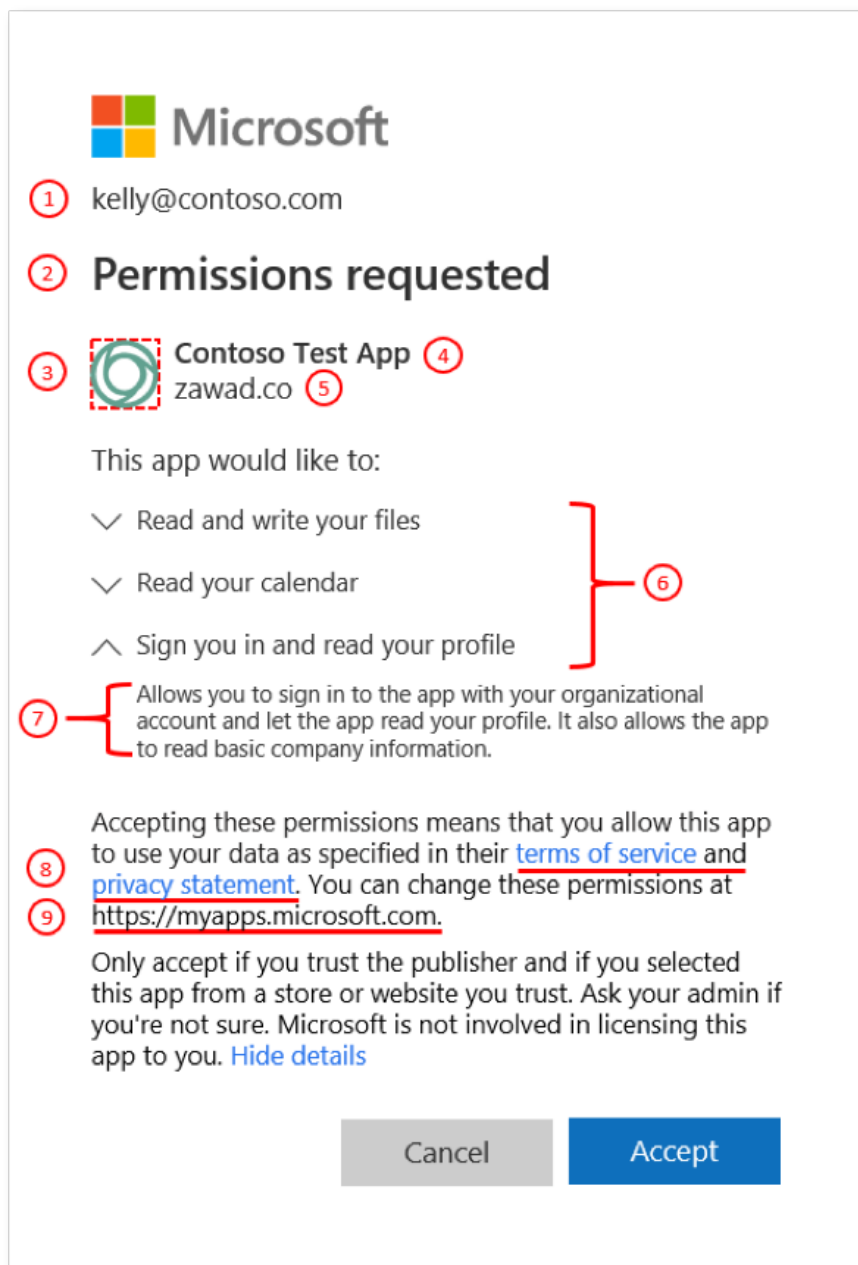 Microsoft
1 kelly@contoso.com
2 Permissions requested
3 Contoso Test App 4
zawad.co 5
This app would like to:
Read and write your files
Read your calendar 6
Sign you in and read your profile
Allows you to sign in to the app with your organizational
7 account and let the app read your profile. It also allows the app
to read basic company information.
Accepting these permissions means that you allow this app
8 to use your data as specified in their terms of service and
privacy statement. You can change these permissions at
9 https://myapps.microsoft.com.
Only accept if you trust the publisher and if you selected
this app from a store or website you trust. Ask your admin if
you're not sure. Microsoft is not involved in licensing this
app to you. Hide details
Cancel Accept